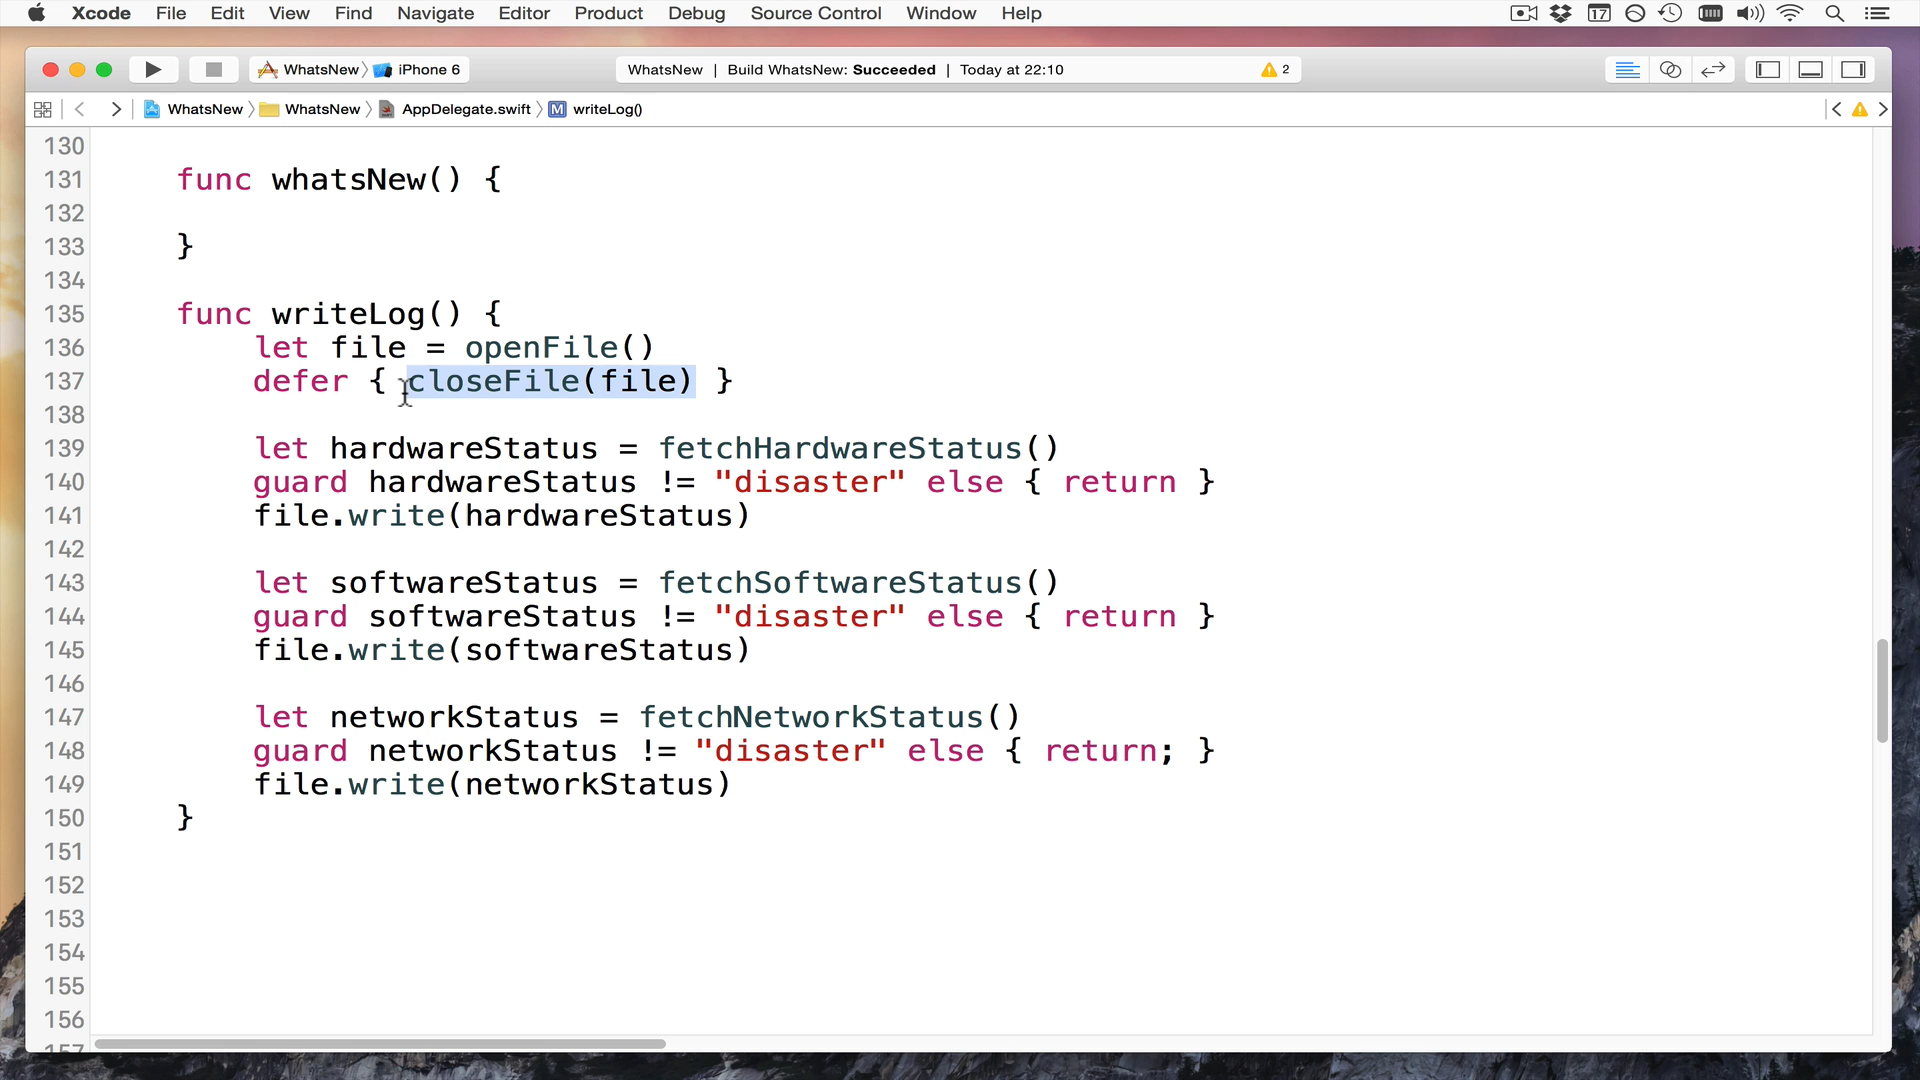 Xcode File Edit View Find Navigate Editor Product Debug Source Control Window Help 17
WhatsNew iPhone 6 WhatsNew | Build WhatsNew: Succeeded | Today at 22:10 2
WhatsNew WhatsNew AppDelegate.swift M writeLog()
130
131 func whatsNew() {
132
133 }
134
135 func writeLog() {
136 let file = openFile()
137 defer { closeFile(file) }
138
139 let hardwareStatus = fetchHardwareStatus()
140 guard hardwareStatus != "disaster" else { return }
141 file.write(hardwareStatus)
142
143 let softwareStatus = fetchSoftwareStatus()
144 guard softwareStatus != "disaster" else { return }
145 file.write(softwareStatus)
146
147 let networkStatus = fetchNetworkStatus()
148 guard networkStatus != "disaster" else { return; }
149 file.write(networkStatus)
150 }
151
152
153
154
155
156
157